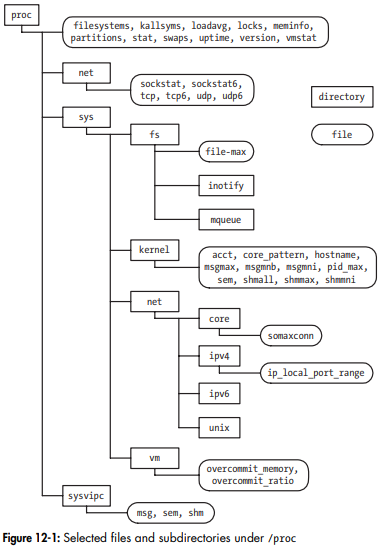 proc
filesystems, kallsyms, loadavg, locks, meminfo,
partitions, stat, swaps, uptime, version, vmstat
net
sockstat, sockstat6,
tcp, tcp6, udp, udp6
directory
sys
fs
file
file-max
inotify
mqueue
kernel
acct, core_pattern, hostname,
msgmax, msgmnb, msgmni, pid_max,
sem, shmall, shmmax, shmmni
net
core
somaxconn
ipv4
ip_local_port_range
ipv6
unix
vm
overcommit_memory,
overcommit_ratio
sysvipc
msg, sem, shm
Figure 12-1: Selected files and subdirectories under /proc